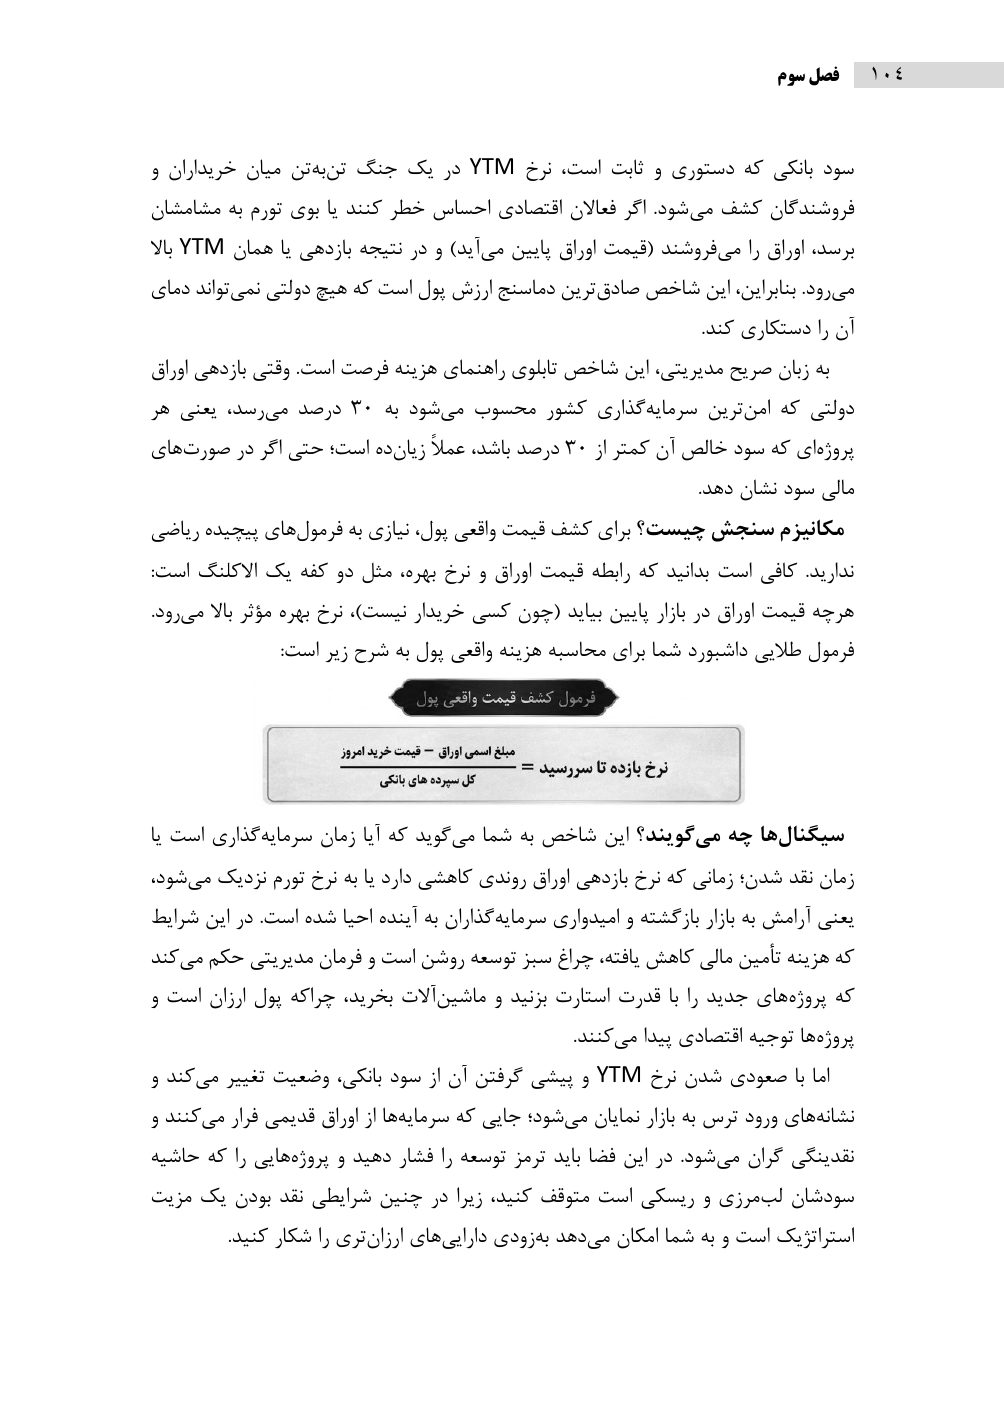 ۱۰۴ فصل سوم
سود بانکی که دستوری و ثابت است، نرخ YTM در یک جنگ تن‌به‌تن میان خریداران و
فروشندگان کشف می‌شود. اگر فعالان اقتصادی احساس خطر کنند یا بوی تورم به مشامشان
برسد، اوراق را می‌فروشند (قیمت اوراق پایین می‌آید) و در نتیجه بازدهی یا همان YTM بالا
می‌رود. بنابراین، این شاخص صادق‌ترین دماسنج ارزش پول است که هیچ دولتی نمی‌تواند دمای
آن را دستکاری کند.
به زبان صریح مدیریتی، این شاخص تابلوی راهنمای هزینه فرصت است. وقتی بازدهی اوراق
دولتی که امن‌ترین سرمایه‌گذاری کشور محسوب می‌شود به ۳۰ درصد می‌رسد، یعنی هر
پروژه‌ای که سود خالص آن کمتر از ۳۰ درصد باشد، عملاً زیان‌ده است؛ حتی اگر در صورت‌های
مالی سود نشان دهد.
مکانیزم سنجش چیست؟ برای کشف قیمت واقعی پول، نیازی به فرمول‌های پیچیده ریاضی
ندارید. کافی است بدانید که رابطه قیمت اوراق و نرخ بهره، مثل دو کفه یک الاکلنگ است:
هرچه قیمت اوراق در بازار پایین بیاید (چون کسی خریدار نیست)، نرخ بهره مؤثر بالا می‌رود.
فرمول طلایی داشبورد شما برای محاسبه هزینه واقعی پول به شرح زیر است:
فرمول کشف قیمت واقعی پول
مبلغ اسمی اوراق – قیمت خرید امروز
نرخ بازده تا سررسید =
کل سپرده های بانکی
سیگنال‌ها چه می‌گویند؟ این شاخص به شما می‌گوید که آیا زمان سرمایه‌گذاری است یا
زمان نقد شدن؛ زمانی که نرخ بازدهی اوراق روندی کاهشی دارد یا به نرخ تورم نزدیک می‌شود،
یعنی آرامش به بازار بازگشته و امیدواری سرمایه‌گذاران به آینده احیا شده است. در این شرایط
که هزینه تأمین مالی کاهش یافته، چراغ سبز توسعه روشن است و فرمان مدیریتی حکم می‌کند
که پروژه‌های جدید را با قدرت استارت بزنید و ماشین‌آلات بخرید، چراکه پول ارزان است و
پروژه‌ها توجیه اقتصادی پیدا می‌کنند.
اما با صعودی شدن نرخ YTM و پیشی گرفتن آن از سود بانکی، وضعیت تغییر می‌کند و
نشانه‌های ورود ترس به بازار نمایان می‌شود؛ جایی که سرمایه‌ها از اوراق قدیمی فرار می‌کنند و
نقدینگی گران می‌شود. در این فضا باید ترمز توسعه را فشار دهید و پروژه‌هایی را که حاشیه
سودشان لب‌مرزی و ریسکی است متوقف کنید، زیرا در چنین شرایطی نقد بودن یک مزیت
استراتژیک است و به شما امکان می‌دهد به‌زودی دارایی‌های ارزان‌تری را شکار کنید.